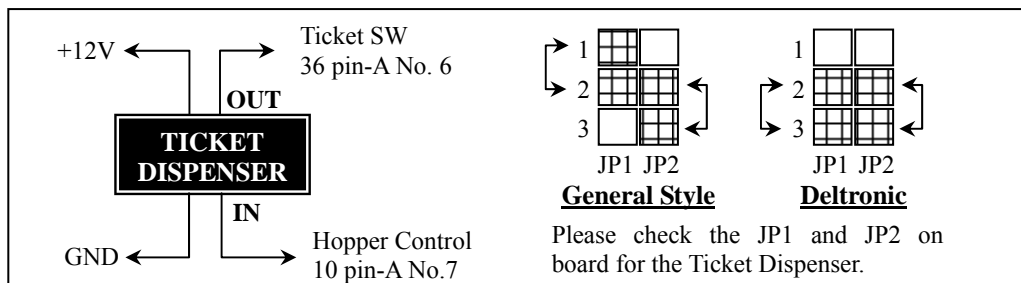 +12V
Ticket SW
36 pin-A No. 6
OUT
TICKET
DISPENSER
IN
GND
Hopper Control
10 pin-A No.7
1
2
3
JP1 JP2
General Style
1
2
3
JP1 JP2
Deltronic
Please check the JP1 and JP2 on
board for the Ticket Dispenser.